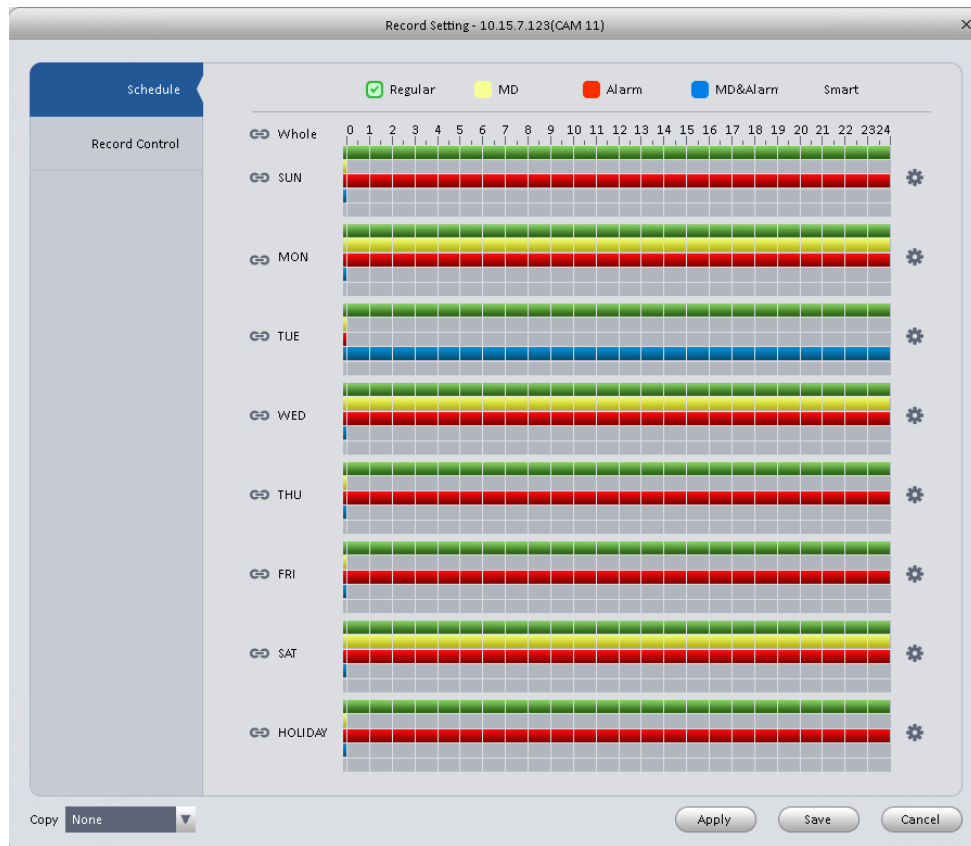 Record Setting - 10.15.7.123(CAM 11)
Schedule
Regular MD Alarm MD&Alarm Smart
Record Control
Whole 0 1 2 3 4 5 6 7 8 9 10 11 12 13 14 15 16 17 18 19 20 21 22 23 24
SUN
MON
TUE
WED
THU
FRI
SAT
HOLIDAY
Copy None Apply Save Cancel